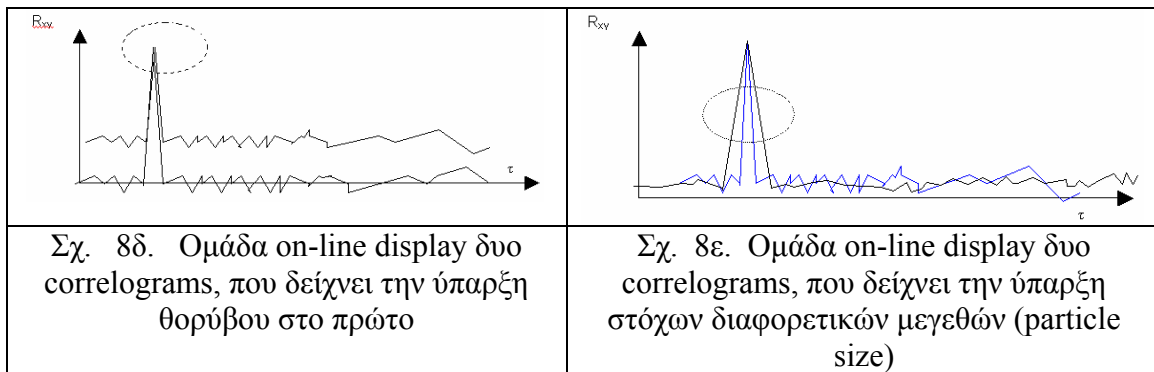 Rxy
τ
Rxy
τ
Σχ. 8δ. Ομάδα on-line display δυο
correlograms, που δείχνει την ύπαρξη
θορύβου στο πρώτο
Σχ. 8ε. Ομάδα on-line display δυο
correlograms, που δείχνει την ύπαρξη
στόχων διαφορετικών μεγεθών (particle
size)